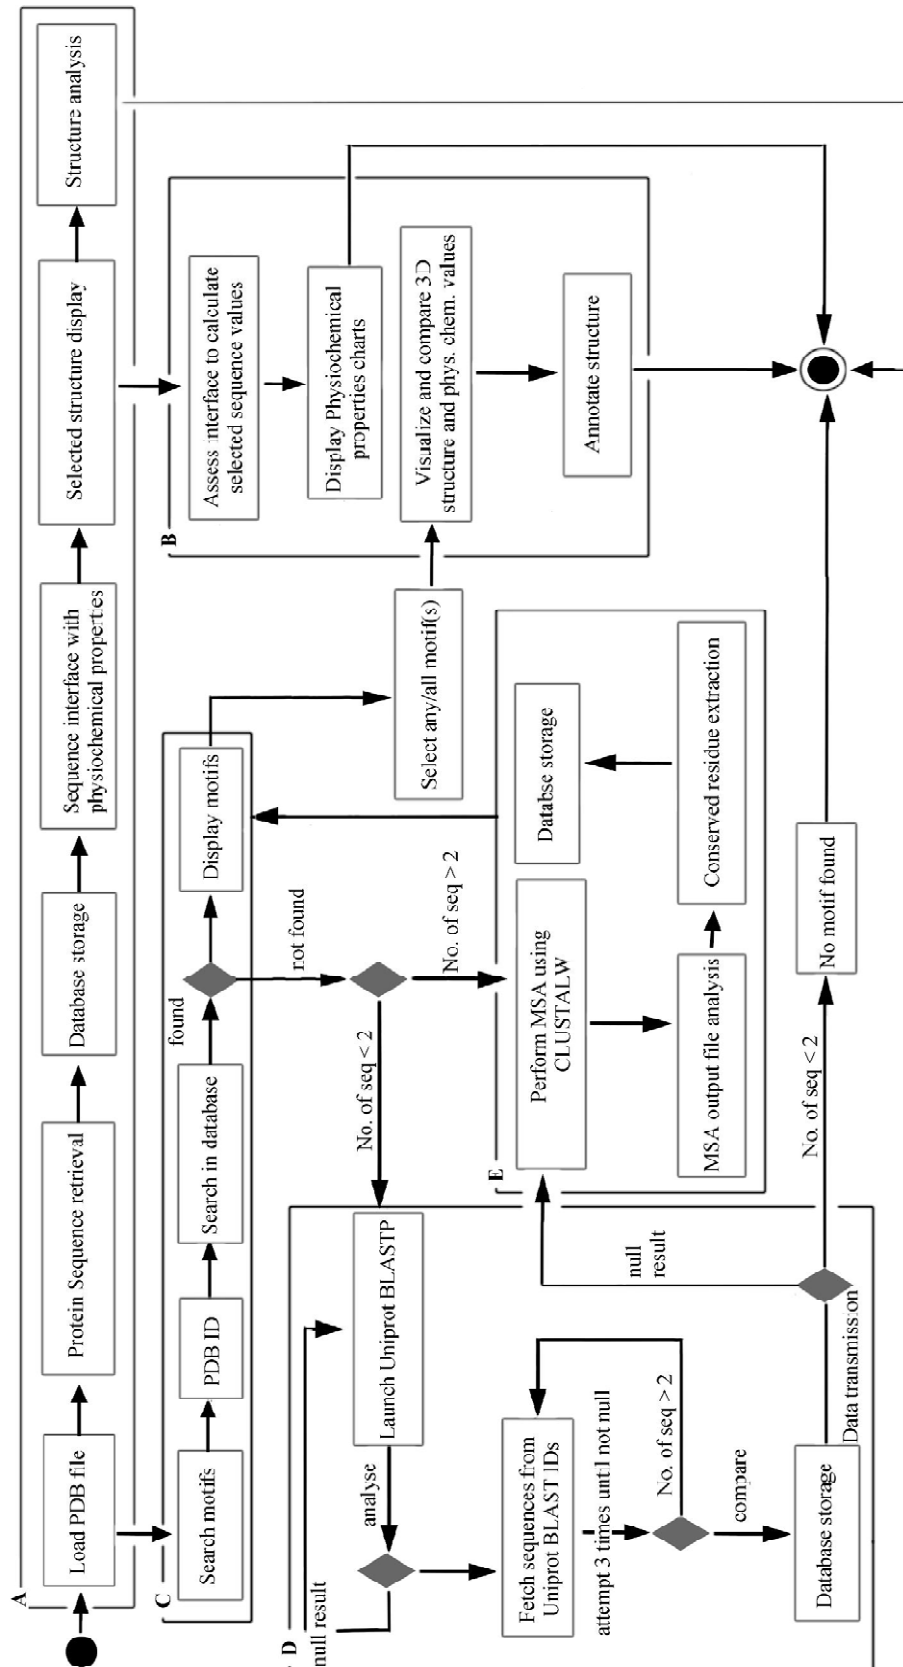 A
Load PDB file
Protein Sequence retrieval
Database storage
Sequence interface with
physiochemical properties
Selected structure display
Structure analysis
C
Search motifs
PDB ID
Search in database
found
Display motifs
not found
B
Assess interface to calculate
selected sequence values
Display Physiochemical
properties charts
Visualize and compare 3D
structure and phys. chem. values
Annotate structure
Select any/all motif(s)
No. of seq < 2
No. of seq > 2
D
null result
Launch Uniprot BLASTP
analyse
Fetch sequences from
Uniprot BLAST IDs
attempt 3 times until not null
No. of seq > 2
compare
Database storage
Data transmission
null
result
E
Perform MSA using
CLUSTALW
MSA output file analysis
Conserved residue extraction
Databse storage
No. of seq < 2
No motif found